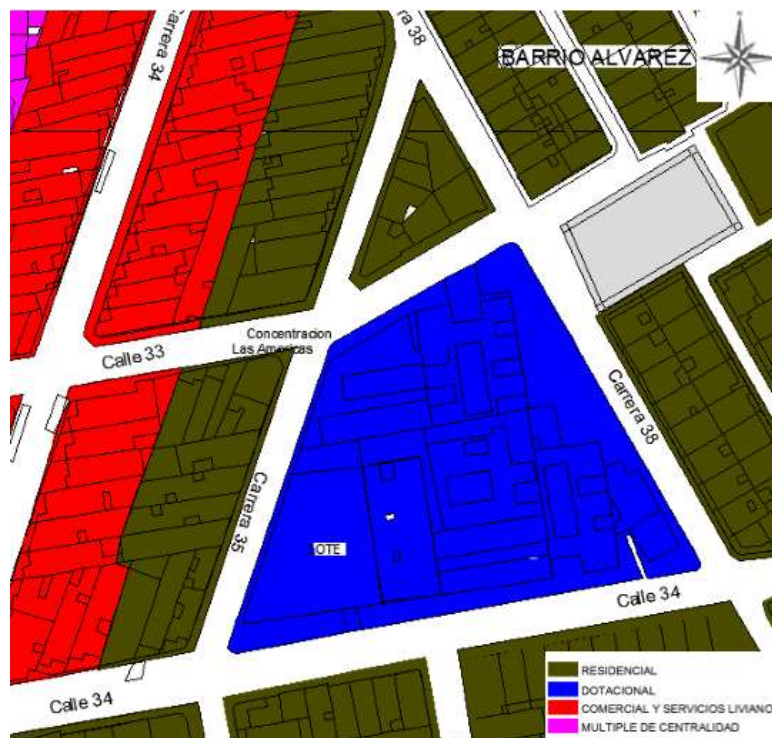 Carrera 34
Carrera 38
BARRIO ALVAREZ
Calle 33
Concentracion
Las Americas
Carrera 38
Carrera 35
OTE
Calle 34
Calle 34
RESIDENCIAL
DOTACIONAL
COMERCIAL Y SERVICIOS LIVIANO
MULTIPLE DE CENTRALIDAD